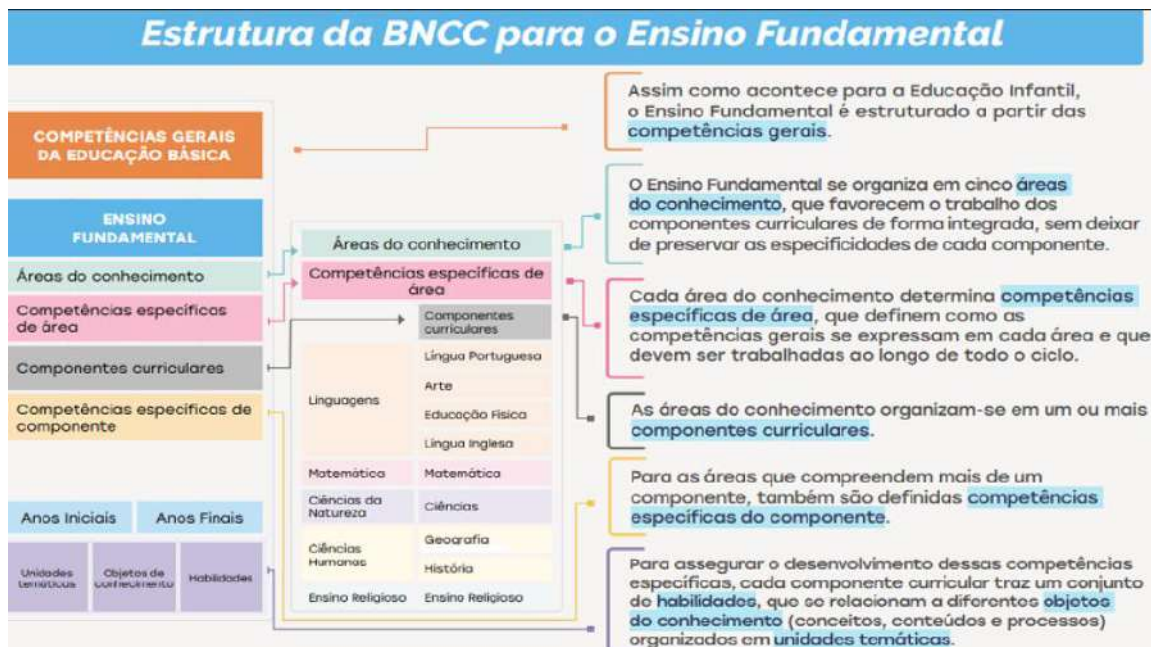 Estrutura da BNCC para o Ensino Fundamental
COMPETÊNCIAS GERAIS
DA EDUCAÇÃO BÁSICA
ENSINO
FUNDAMENTAL
Áreas do conhecimento
Competências específicas
de área
Componentes curriculares
Competências específicas de
componente
Anos Iniciais
Anos Finais
Unidades
temáticas
Objetos de
conhecimento
Habilidades
Áreas do conhecimento
Competências específicas de
área
Componentes
curriculares
Linguagens
Língua Portuguesa
Arte
Educação Física
Língua Inglesa
Matemática
Matemática
Ciências da
Natureza
Ciências
Ciências
Humanas
Geografia
História
Ensino Religioso
Ensino Religioso
Assim como acontece para a Educação Infantil,
o Ensino Fundamental é estruturado a partir das
competências gerais.
O Ensino Fundamental se organiza em cinco áreas
do conhecimento, que favorecem o trabalho dos
componentes curriculares de forma integrada, sem deixar
de preservar as especificidades de cada componente.
Cada área do conhecimento determina competências
específicas de área, que definem como as
competências gerais se expressam em cada área e que
devem ser trabalhadas ao longo de todo o ciclo.
As áreas do conhecimento organizam-se em um ou mais
componentes curriculares.
Para as áreas que compreendem mais de um
componente, também são definidas competências
específicas do componente.
Para assegurar o desenvolvimento dessas competências
específicas, cada componente curricular traz um conjunto
de habilidades, que se relacionam a diferentes objetos
do conhecimento (conceitos, conteúdos e processos)
organizados em unidades temáticas.